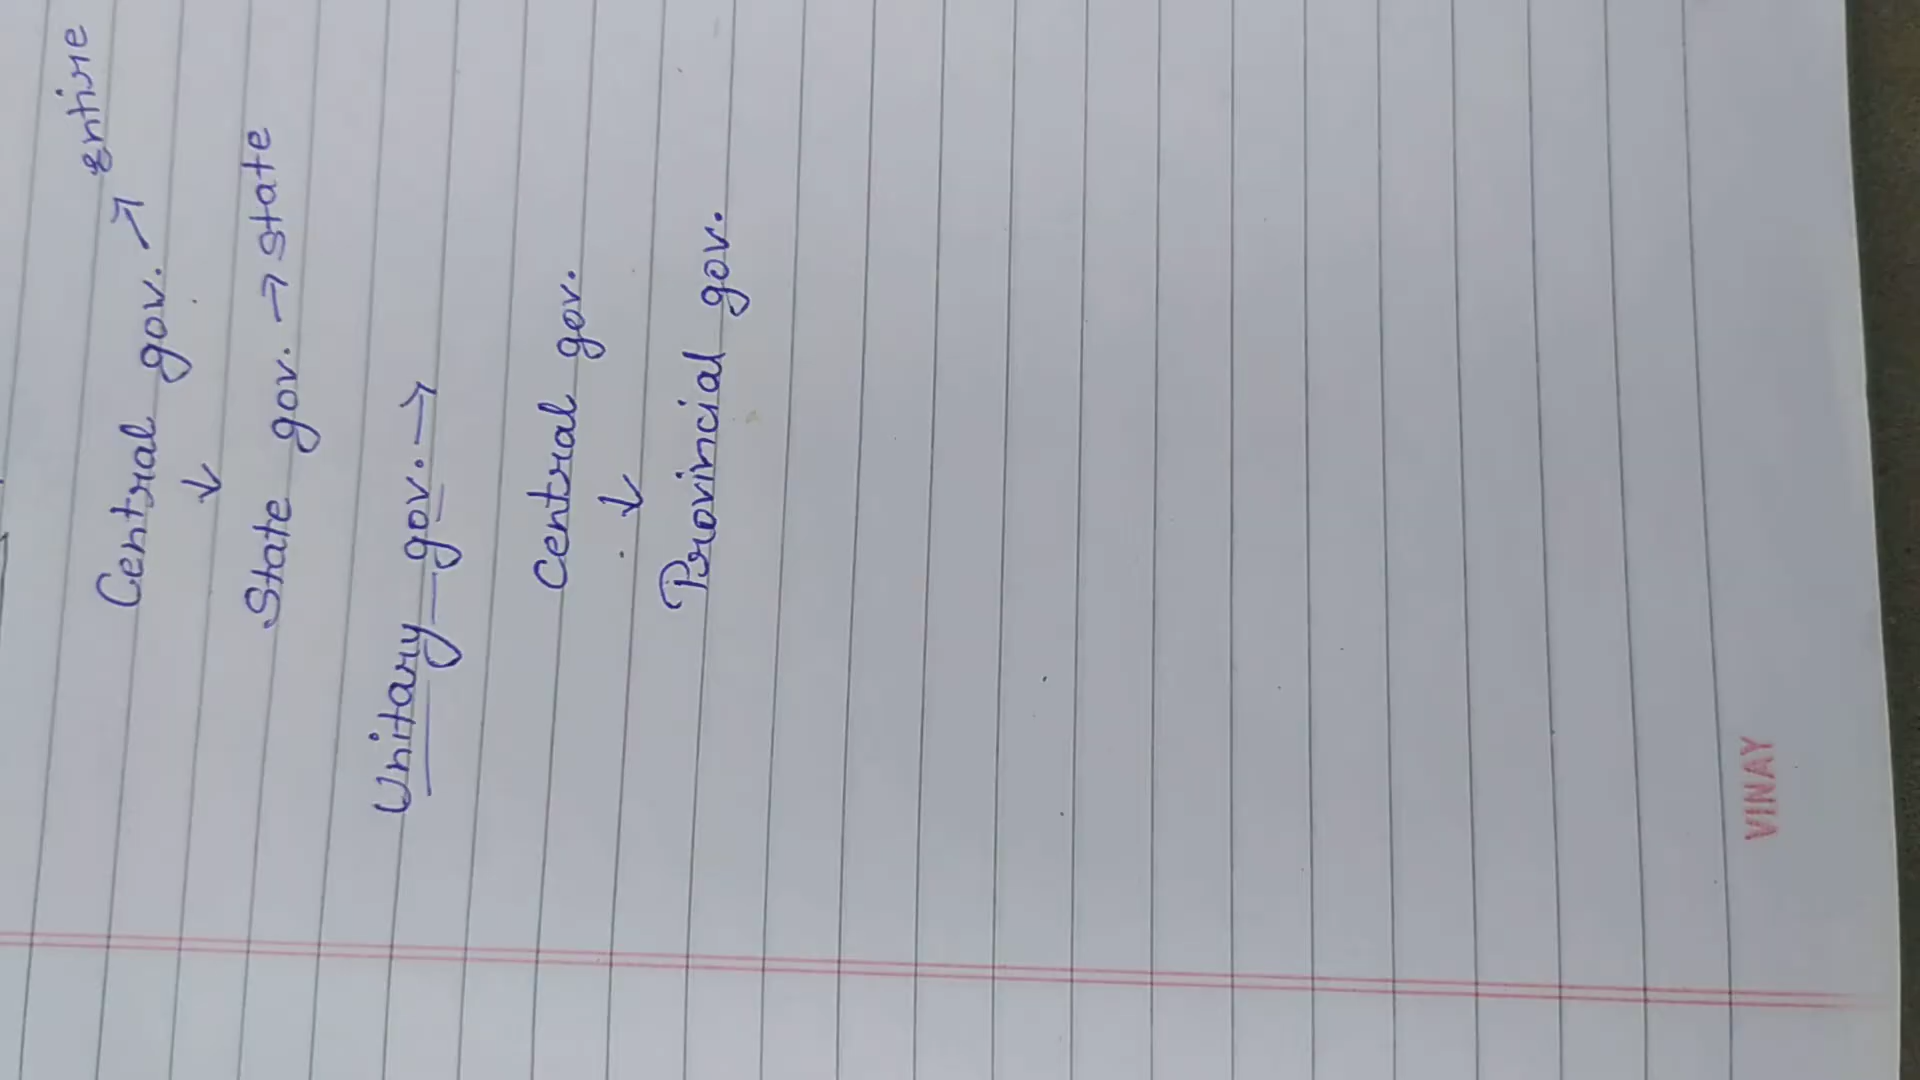 Central gov. → entire
↓
State gov. → state
Unitary gov. →
Central gov.
↓
Provincial gov.
VINAY